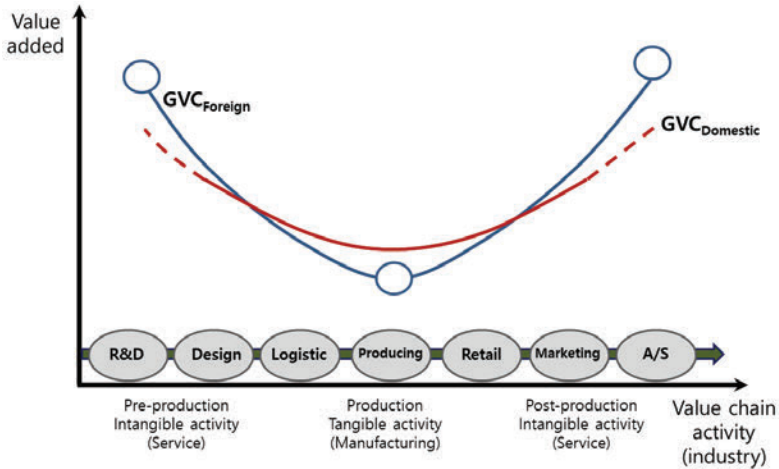 Value
added
GVCForeign
GVCDomestic
R&D
Design
Logistic
Producing
Retail
Marketing
A/S
Pre-production
Intangible activity
(Service)
Production
Tangible activity
(Manufacturing)
Post-production
Intangible activity
(Service)
Value chain
activity
(industry)